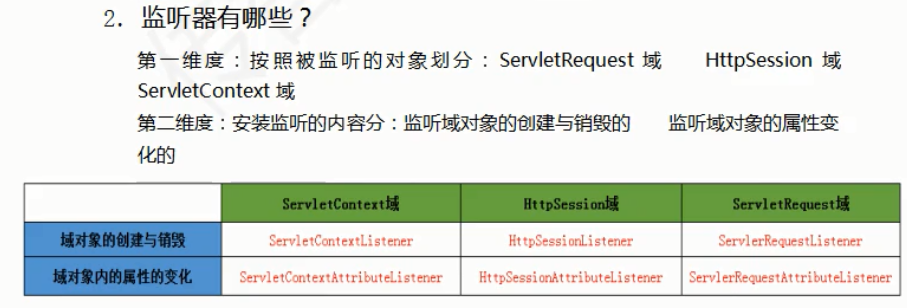 2. 监听器有哪些？
第一维度：按照被监听的对象划分：ServletRequest 域 HttpSession 域
ServletContext 域
第二维度：安装监听的内容分：监听域对象的创建与销毁的 监听域对象的属性变
化的
ServletContext域 HttpSession域 ServletRequest域
域对象的创建与销毁 ServletContextListener HttpSessionListener ServlerRequestListener
域对象内的属性的变化 ServletContextAttributeListener HttpSessionAttributeListener ServlerRequestAttributeListener